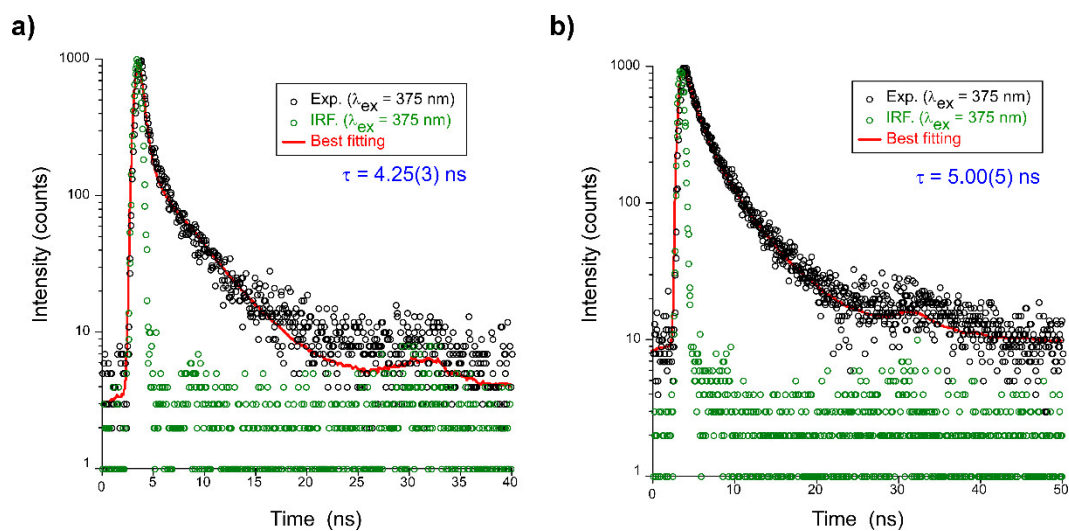 a)
1000
100
10
1
Intensity (counts)
Exp. (λex = 375 nm)
IRF. (λex = 375 nm)
Best fitting
τ = 4.25(3) ns
0 5 10 15 20 25 30 35 40
Time (ns)
b)
1000
100
10
1
Intensity (counts)
Exp. (λex = 375 nm)
IRF. (λex = 375 nm)
Best fitting
τ = 5.00(5) ns
0 10 20 30 40 50
Time (ns)